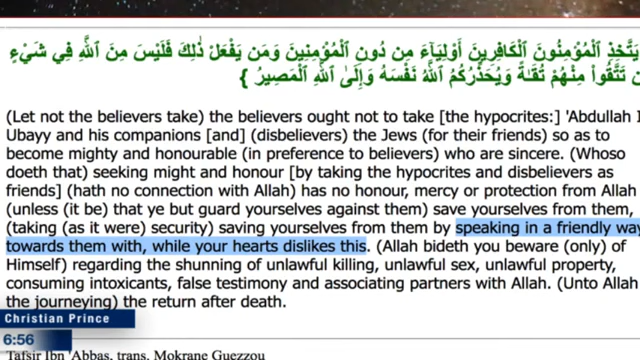 يَتَّخِذِ ٱلْمُؤْمِنُونَ ٱلْكَافِرِينَ أَوْلِيَآءَ مِن دُونِ ٱلْمُؤْمِنِينَ وَمَن يَفْعَلْ ذٰلِكَ فَلَيْسَ مِنَ ٱللَّهِ فِي شَيْءٍ
تَتَّقُواْ مِنْهُمْ تُقَـٰةً وَيُحَذِّرُكُمُ ٱللَّهُ نَفْسَهُ وَإِلَىٰ ٱللَّهِ ٱلْمَصِيرُ }
(Let not the believers take) the believers ought not to take [the hypocrites:] 'Abdullah
Ubayy and his companions [and] (disbelievers) the Jews (for their friends) so as to
become mighty and honourable (in preference to believers) who are sincere. (Whoso
doeth that) seeking might and honour [by taking the hypocrites and disbelievers as
friends] (hath no connection with Allah) has no honour, mercy or protection from Allah
(unless (it be) that ye but guard yourselves against them) save yourselves from them,
(taking (as it were) security) saving yourselves from them by speaking in a friendly way
towards them with, while your hearts dislikes this. (Allah bideth you beware (only) of
Himself) regarding the shunning of unlawful killing, unlawful sex, unlawful property,
consuming intoxicants, false testimony and associating partners with Allah. (Unto Allah
the journeying) the return after death.
Christian Prince
6:56
Tafsir Ibn 'Abbas, trans. Mokrane Guezzou